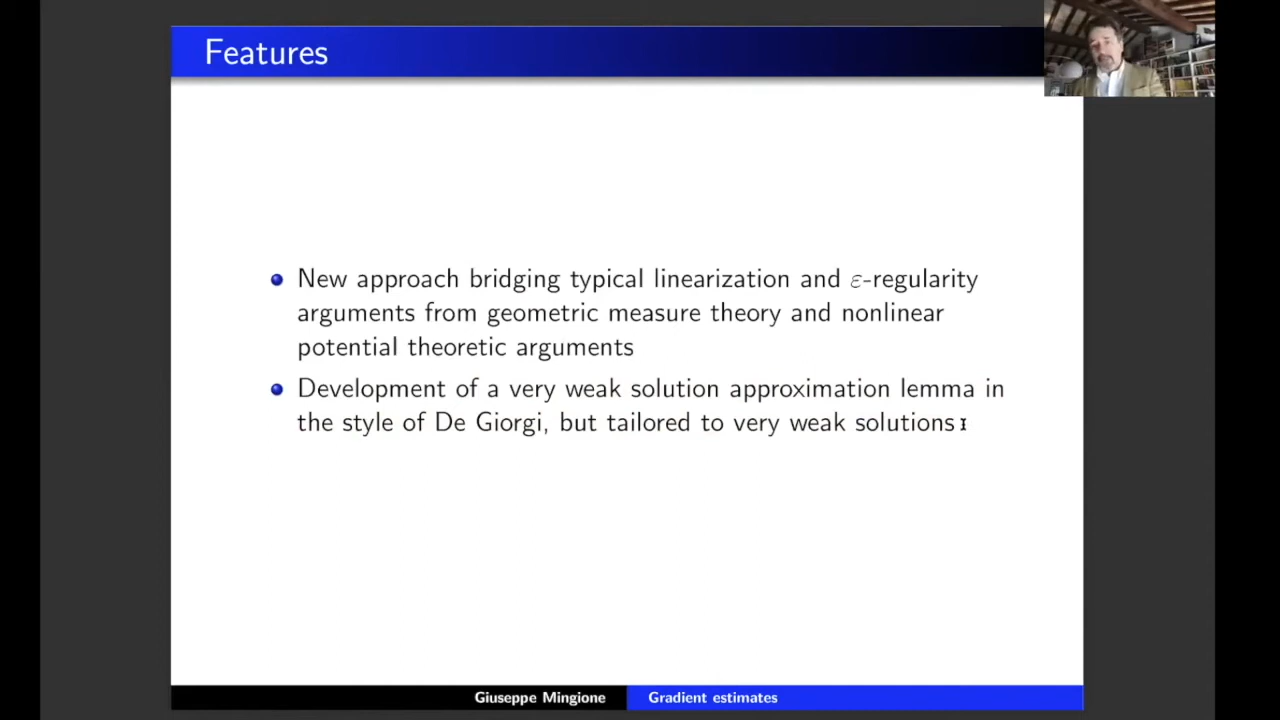 Features
New approach bridging typical linearization and ε-regularity
arguments from geometric measure theory and nonlinear
potential theoretic arguments
Development of a very weak solution approximation lemma in
the style of De Giorgi, but tailored to very weak solutions
Giuseppe Mingione
Gradient estimates